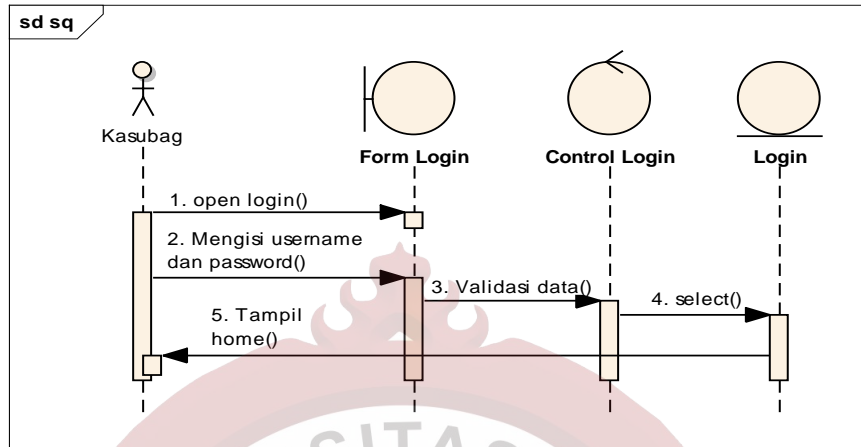 sd sq
Kasubag
Form Login
Control Login
Login
1. open login()
2. Mengisi username
dan password()
3. Validasi data()
4. select()
5. Tampil
home()
SITAS